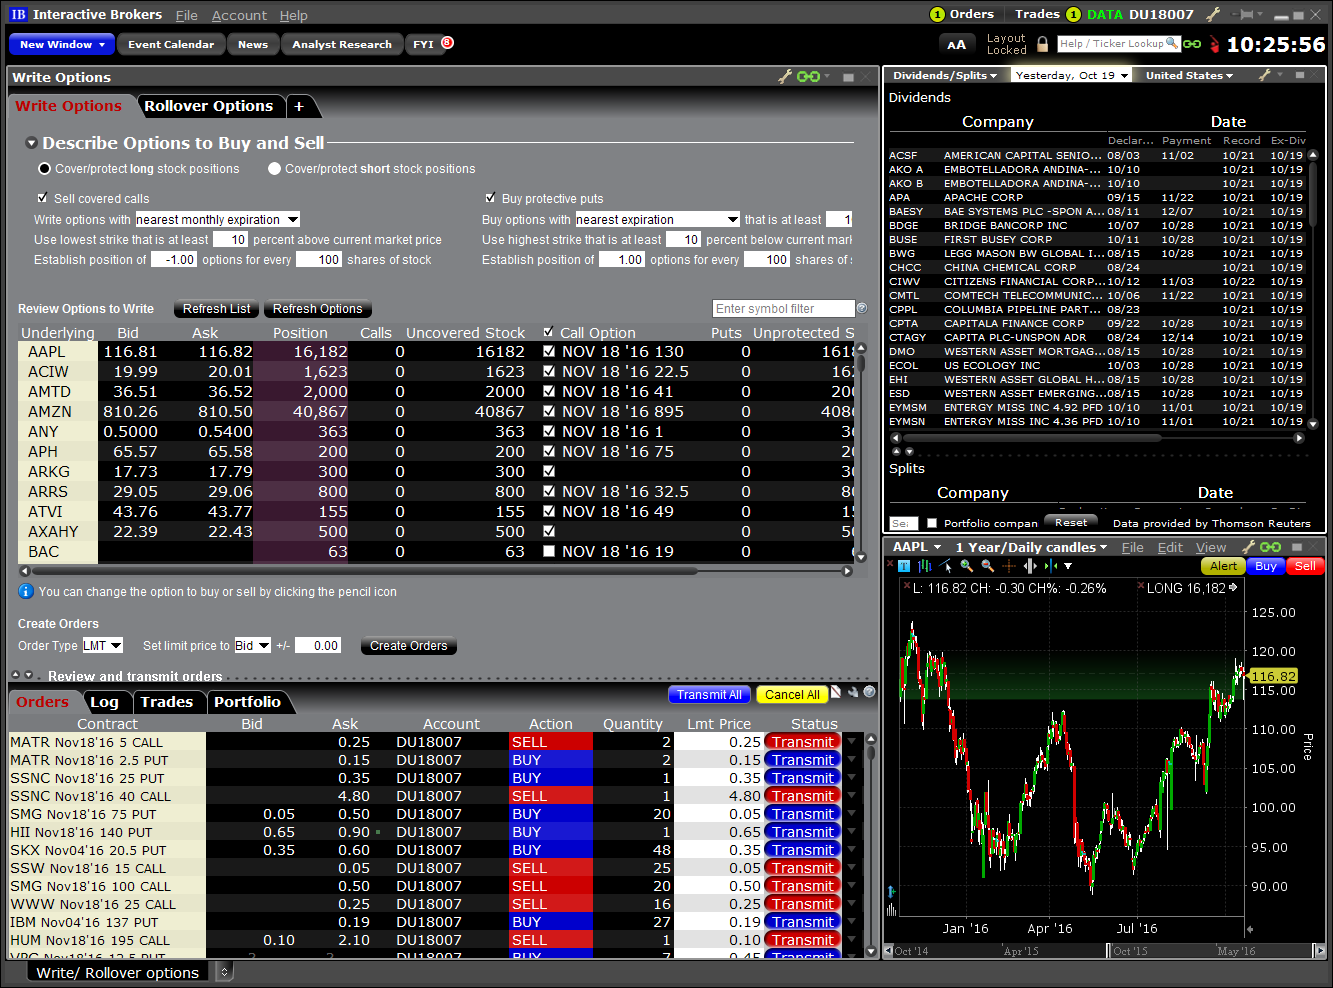 IB Interactive Brokers File Account Help
1 Orders Trades 1 DATA DU18007
New Window Event Calendar News Analyst Research FYI 8
AA Layout Locked Help / Ticker Lookup 10:25:56
Write Options
Write Options Rollover Options +
Describe Options to Buy and Sell
Cover/protect long stock positions Cover/protect short stock positions
Sell covered calls Buy protective puts
Write options with nearest monthly expiration Buy options with nearest expiration that is at least
Use lowest strike that is at least 10 percent above current market price Use highest strike that is at least 10 percent below current
Establish position of -1.00 options for every 100 shares of stock Establish position of 1.00 options for every 100 shares of
Review Options to Write Refresh List Refresh Options Enter symbol filter
Underlying Bid Ask Position Calls Uncovered Stock Call Option Puts Unprotected S
AAPL 116.81 116.82 16,182 0 16182 NOV 18 '16 130 0
ACIW 19.99 20.01 1,623 0 1623 NOV 18 '16 22.5 0
AMTD 36.51 36.52 2,000 0 2000 NOV 18 '16 41 0
AMZN 810.26 810.50 40,867 0 40867 NOV 18 '16 895 0
ANY 0.5000 0.5400 363 0 363 NOV 18 '16 1 0
APH 65.57 65.58 200 0 200 NOV 18 '16 75 0
ARKG 17.73 17.79 300 0 300 0
ARRS 29.05 29.06 800 0 800 NOV 18 '16 32.5 0
ATVI 43.76 43.77 155 0 155 NOV 18 '16 49 0
AXAHY 22.39 22.43 500 0 500 0
BAC 63 0 63 NOV 18 '16 19 0
You can change the option to buy or sell by clicking the pencil icon
Create Orders
Order Type LMT Set limit price to Bid +/- 0.00 Create Orders
Review and transmit orders
Orders Log Trades Portfolio Transmit All Cancel All
Contract Bid Ask Account Action Quantity Lmt Price Status
MATR Nov18'16 5 CALL 0.25 DU18007 SELL 2 0.25 Transmit
MATR Nov18'16 2.5 PUT 0.15 DU18007 BUY 2 0.15 Transmit
SSNC Nov18'16 25 PUT 0.35 DU18007 BUY 1 0.35 Transmit
SSNC Nov18'16 40 CALL 4.80 DU18007 SELL 1 4.80 Transmit
SMG Nov18'16 75 PUT 0.05 0.50 DU18007 BUY 20 0.05 Transmit
HII Nov18'16 140 PUT 0.65 0.90 DU18007 BUY 1 0.65 Transmit
SKX Nov04'16 20.5 PUT 0.35 0.60 DU18007 BUY 48 0.35 Transmit
SSW Nov18'16 15 CALL 0.05 DU18007 SELL 25 0.05 Transmit
SMG Nov18'16 100 CALL 0.50 DU18007 SELL 20 0.50 Transmit
WWW Nov18'16 25 CALL 0.25 DU18007 SELL 16 0.25 Transmit
IBM Nov04'16 137 PUT 0.19 DU18007 BUY 27 0.19 Transmit
HUM Nov18'16 195 CALL 0.10 2.10 DU18007 SELL 1 0.10 Transmit
Write/ Rollover options
Dividends/Splits Yesterday, Oct 19 United States
Dividends
Company Date
Declar... Payment Record Ex-Div
ACSF AMERICAN CAPITAL SENIO... 08/03 11/02 10/21 10/19
AKO A EMBOTELLADORA ANDINA-... 10/10 10/21 10/19
AKO B EMBOTELLADORA ANDINA-... 10/10 10/21 10/19
APA APACHE CORP 09/15 11/22 10/21 10/19
BAESY BAE SYSTEMS PLC -SPON A... 08/11 12/07 10/21 10/19
BDGE BRIDGE BANCORP INC 10/07 10/28 10/21 10/19
BUSE FIRST BUSEY CORP 10/11 10/28 10/21 10/19
BWG LEGG MASON BW GLOBAL I... 08/15 10/28 10/21 10/19
CHCC CHINA CHEMICAL CORP 08/24 10/21 10/19
CIWV CITIZENS FINANCIAL CORP... 10/12 11/03 10/22 10/19
CMTL COMTECH TELECOMMUNIC... 10/06 11/22 10/21 10/19
CPPL COLUMBIA PIPELINE PART... 08/23 10/21 10/19
CPTA CAPITALA FINANCE CORP 09/22 10/28 10/21 10/19
CTAGY CAPITA PLC-UNSPON ADR 08/24 12/14 10/21 10/19
DMO WESTERN ASSET MORTGAG... 08/15 10/28 10/21 10/19
ECOL US ECOLOGY INC 10/03 10/28 10/21 10/19
EHI WESTERN ASSET GLOBAL H... 08/15 10/28 10/21 10/19
ESD WESTERN ASSET EMERGING... 08/15 10/28 10/21 10/19
EYMSM ENTERGY MISS INC 4.92 PFD 10/10 11/01 10/21 10/19
EYMSN ENTERGY MISS INC 4.36 PFD 10/10 11/01 10/21 10/19
Splits
Company Date
Portfolio compan Reset Data provided by Thomson Reuters
AAPL 1 Year/Daily candles File Edit View
T Alert Buy Sell
L: 116.82 CH: -0.30 CH%: -0.26% LONG 16,182
125.00
120.00
116.82
115.00
110.00
105.00
100.00
95.00
90.00
Price
Jan '16 Apr '16 Jul '16
Oct '14 Apr '15 Oct '15 May '16